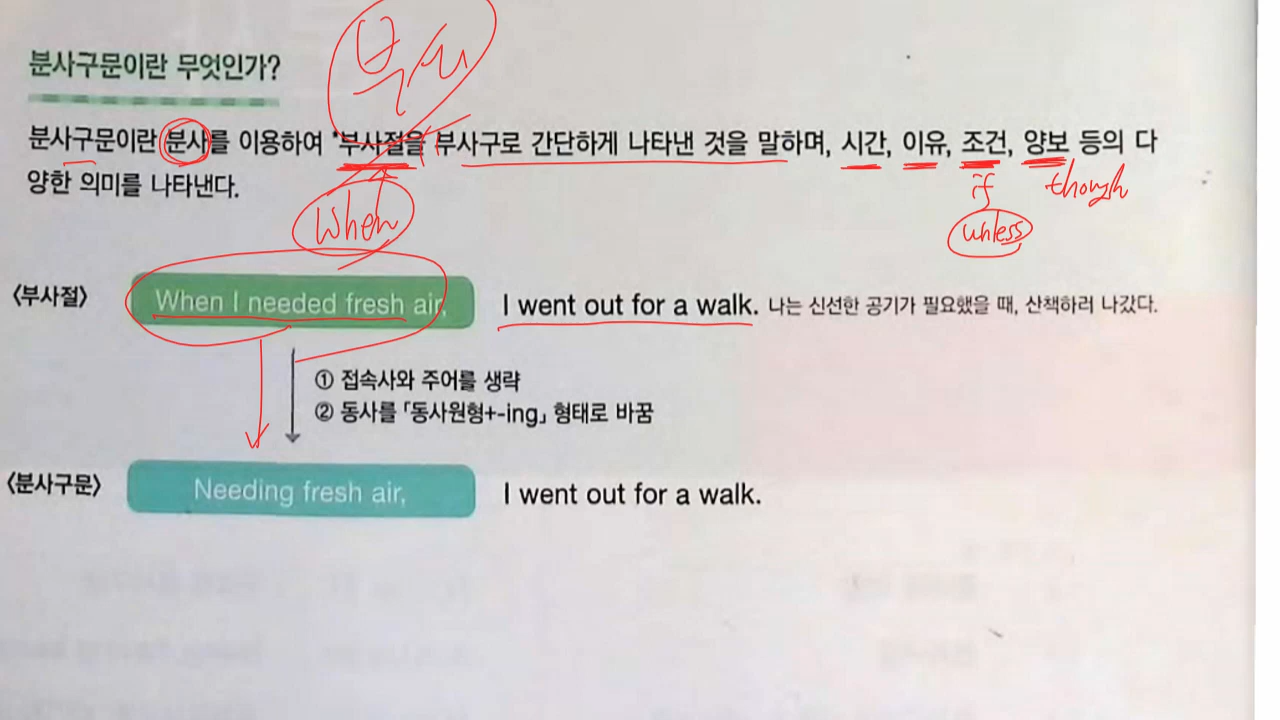 분사구문이란 무엇인가?
분사구문이란 분사를 이용하여 *부사절을 부사구로 간단하게 나타낸 것을 말하며, 시간, 이유, 조건, 양보 등의 다
양한 의미를 나타낸다.
when
if
though
unless
<부사절>
When I needed fresh air,
I went out for a walk. 나는 신선한 공기가 필요했을 때, 산책하러 나갔다.
① 접속사와 주어를 생략
② 동사를 「동사원형+-ing」 형태로 바꿈
<분사구문>
Needing fresh air,
I went out for a walk.